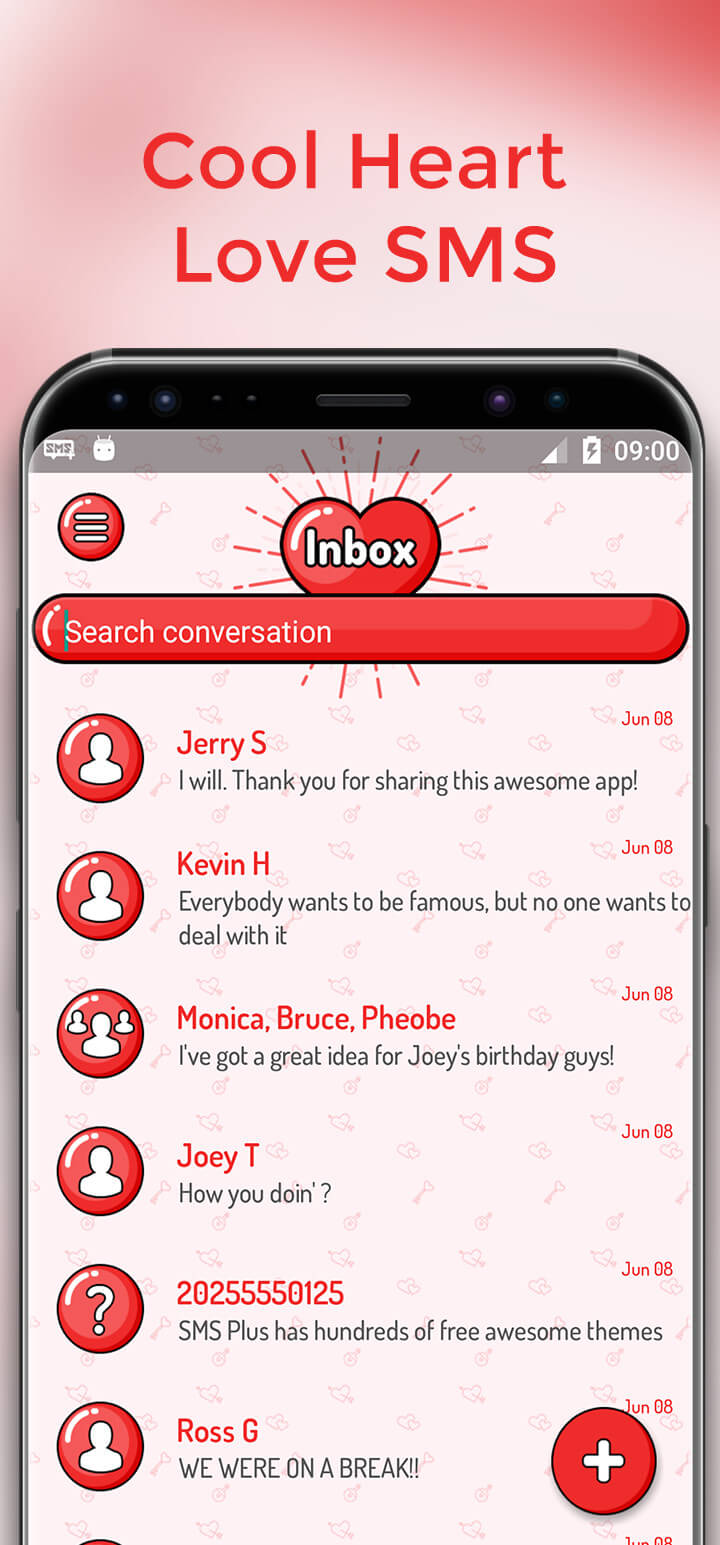 Cool Heart
Love SMS
SMS
09:00
Inbox
Search conversation
Jun 08
Jerry S
I will. Thank you for sharing this awesome app!
Jun 08
Kevin H
Everybody wants to be famous, but no one wants to
deal with it
Jun 08
Monica, Bruce, Pheobe
I've got a great idea for Joey's birthday guys!
Jun 08
Joey T
How you doin' ?
Jun 08
20255550125
SMS Plus has hundreds of free awesome themes
Jun 08
Ross G
WE WERE ON A BREAK!!
Jun 08